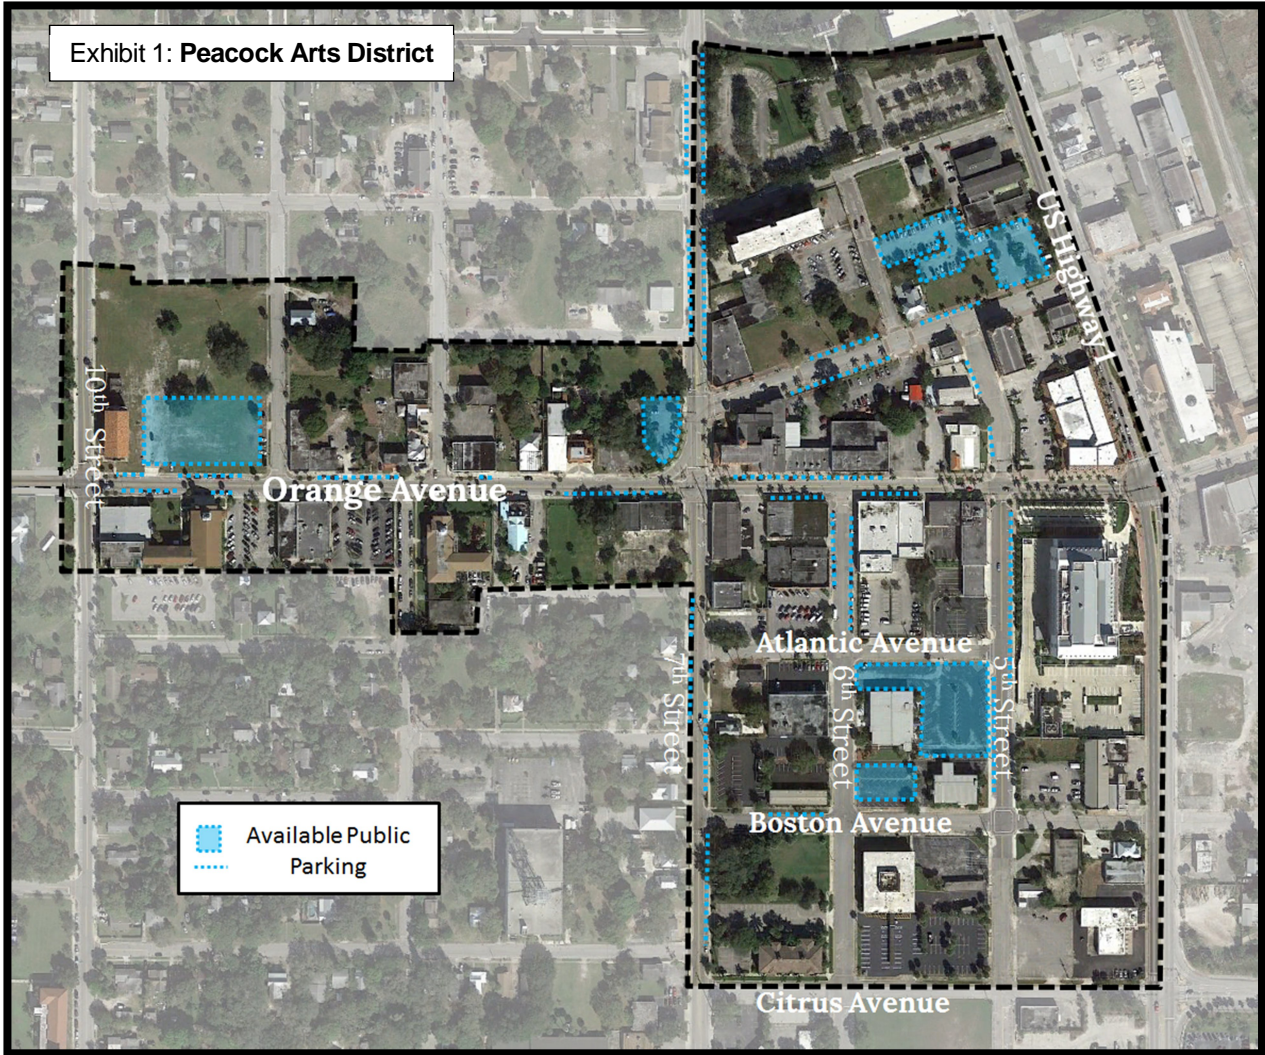 Exhibit 1: Peacock Arts District
US Highway 1
10th Street
Orange Avenue
Atlantic Avenue
7th Street
6th Street
5th Street
Boston Avenue
Available Public
Parking
Citrus Avenue